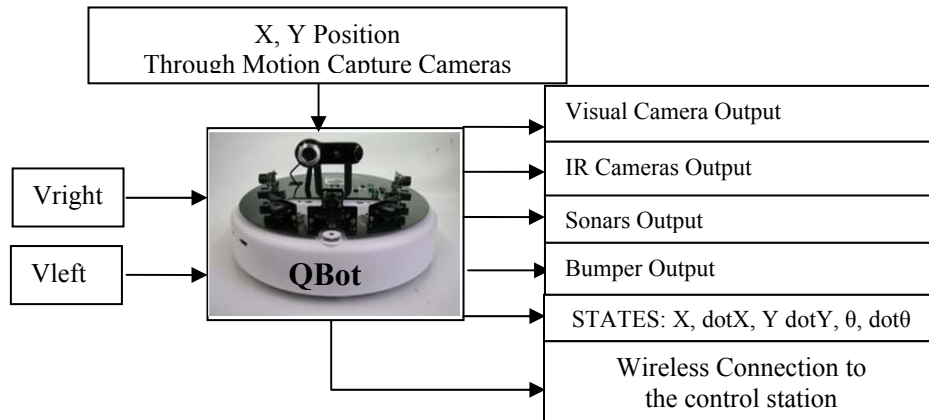 X, Y Position
Through Motion Capture Cameras
Visual Camera Output
IR Cameras Output
Vright
Sonars Output
Vleft
QBot
Bumper Output
STATES: X, dotX, Y dotY, θ, dotθ
Wireless Connection to
the control station